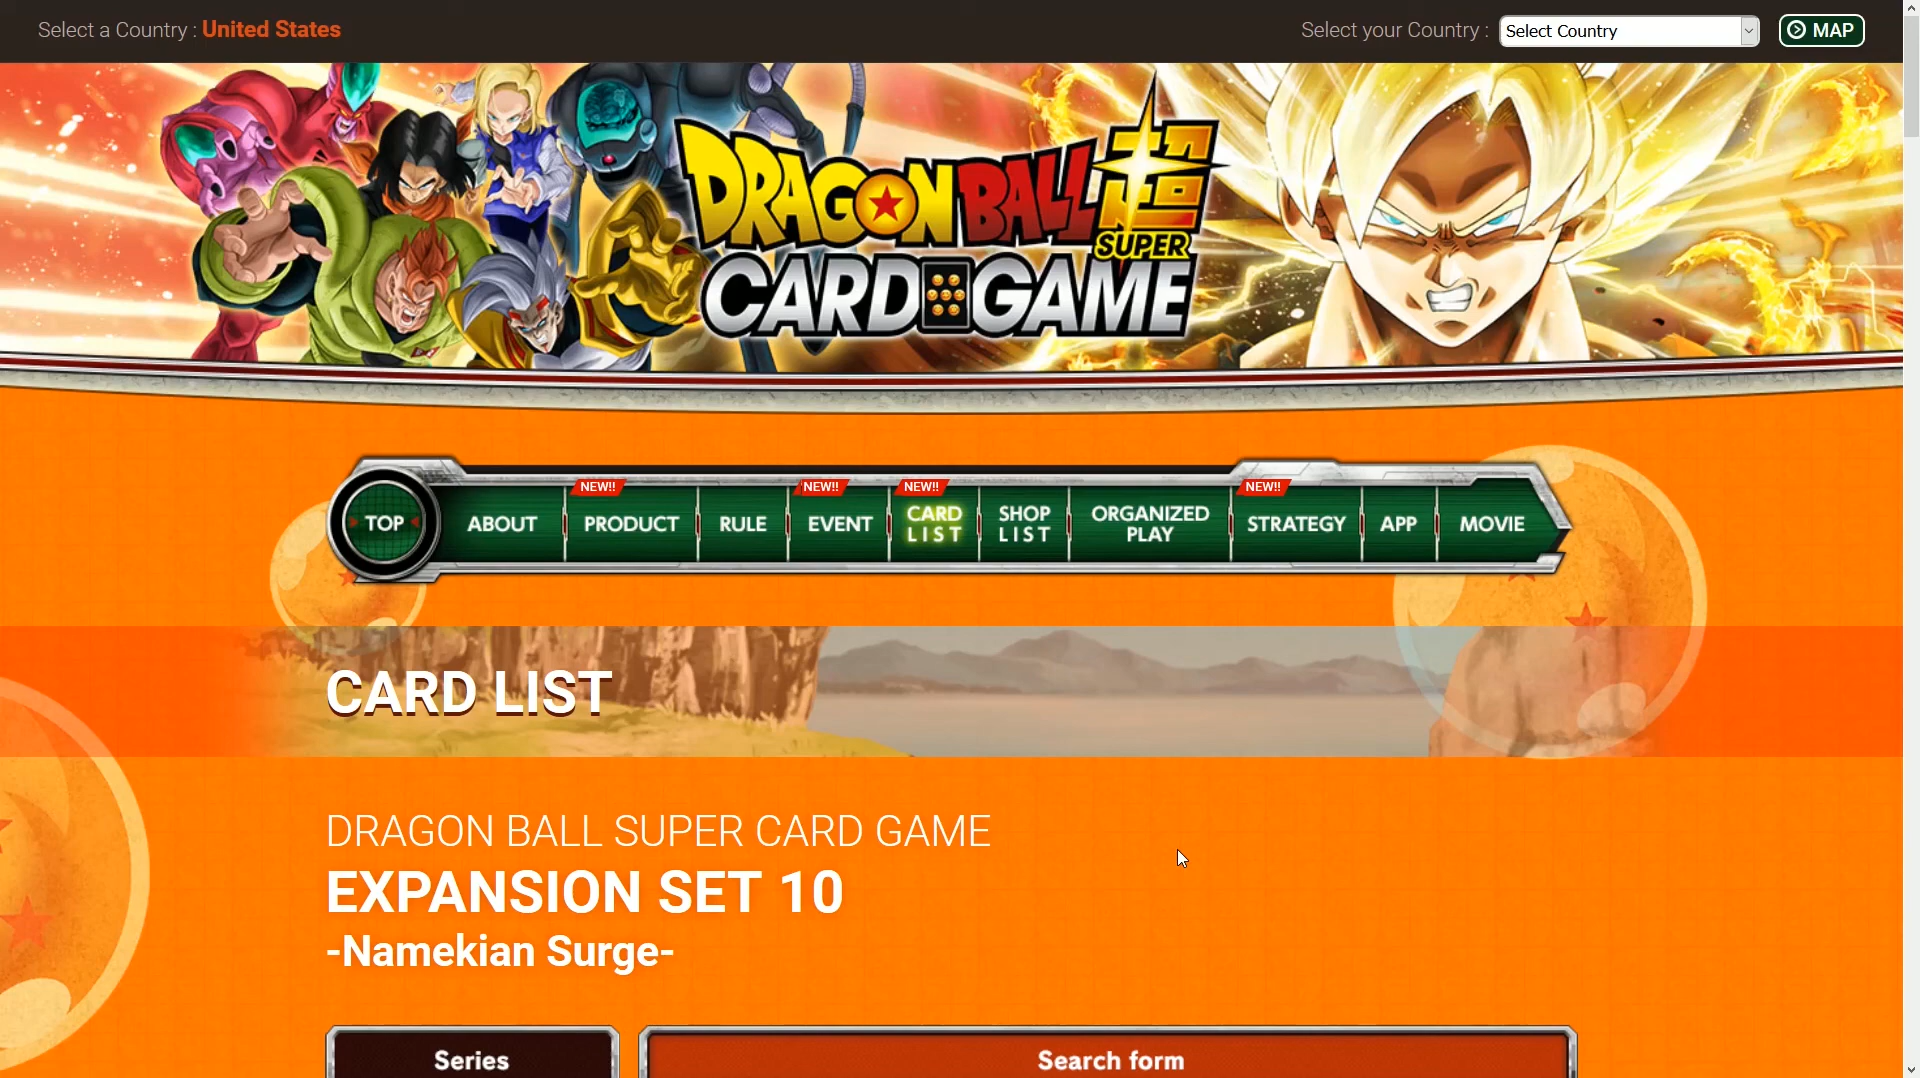 Select a Country : United States
Select your Country :
Select Country
MAP
DRAGON BALL 超
SUPER
CARD GAME
TOP
ABOUT
NEW!!
PRODUCT
RULE
NEW!!
EVENT
NEW!!
CARD
LIST
SHOP
LIST
ORGANIZED
PLAY
NEW!!
STRATEGY
APP
MOVIE
CARD LIST
DRAGON BALL SUPER CARD GAME
EXPANSION SET 10
-Namekian Surge-
Series
Search form